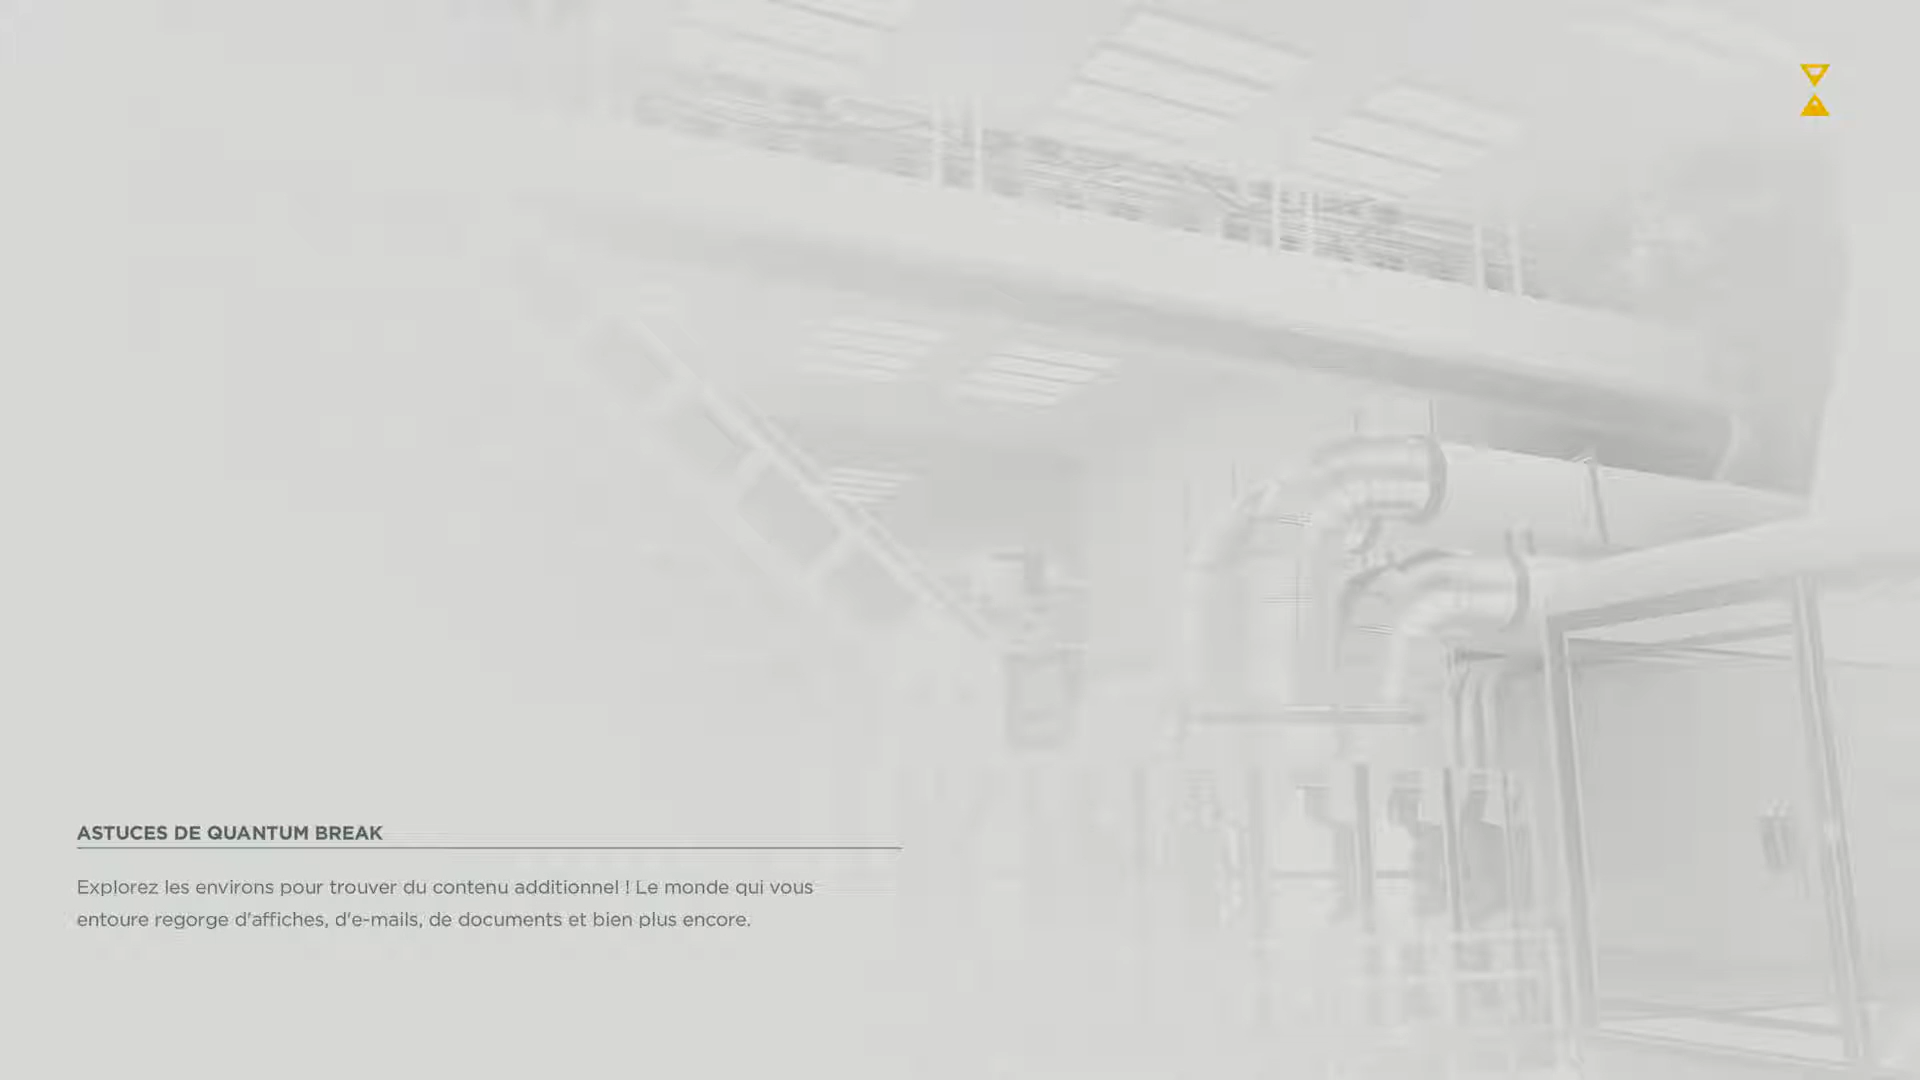 ASTUCES DE QUANTUM BREAK
Explorez les environs pour trouver du contenu additionnel ! Le monde qui vous
entoure regorge d'affiches, d'e-mails, de documents et bien plus encore.